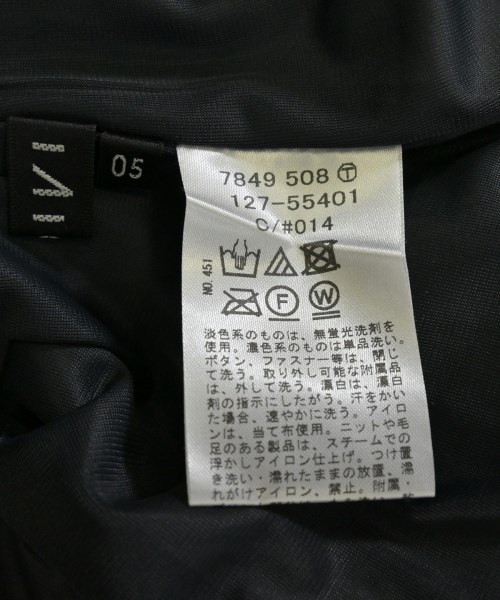 05
7849 508 Ⓣ
127-55401
C/#014
NO.451
F
W
淡色系のものは、無蛍光洗剤を
使用。濃色系のものは単品洗い。
ボタン、ファスナー等は、閉じ
て洗う。取り外し可能な付属品
は、外して洗う。漂白は、漂白
剤の指示にしたがう。汗をかい
た場合、速やかに洗う。アイロ
ンは、当て布使用。ニットや毛
足のある製品は、スチームでの
浮かしアイロン仕上げ。つけ置
き洗い・濡れたままの放置、濡
れがけアイロン、禁止。附属・